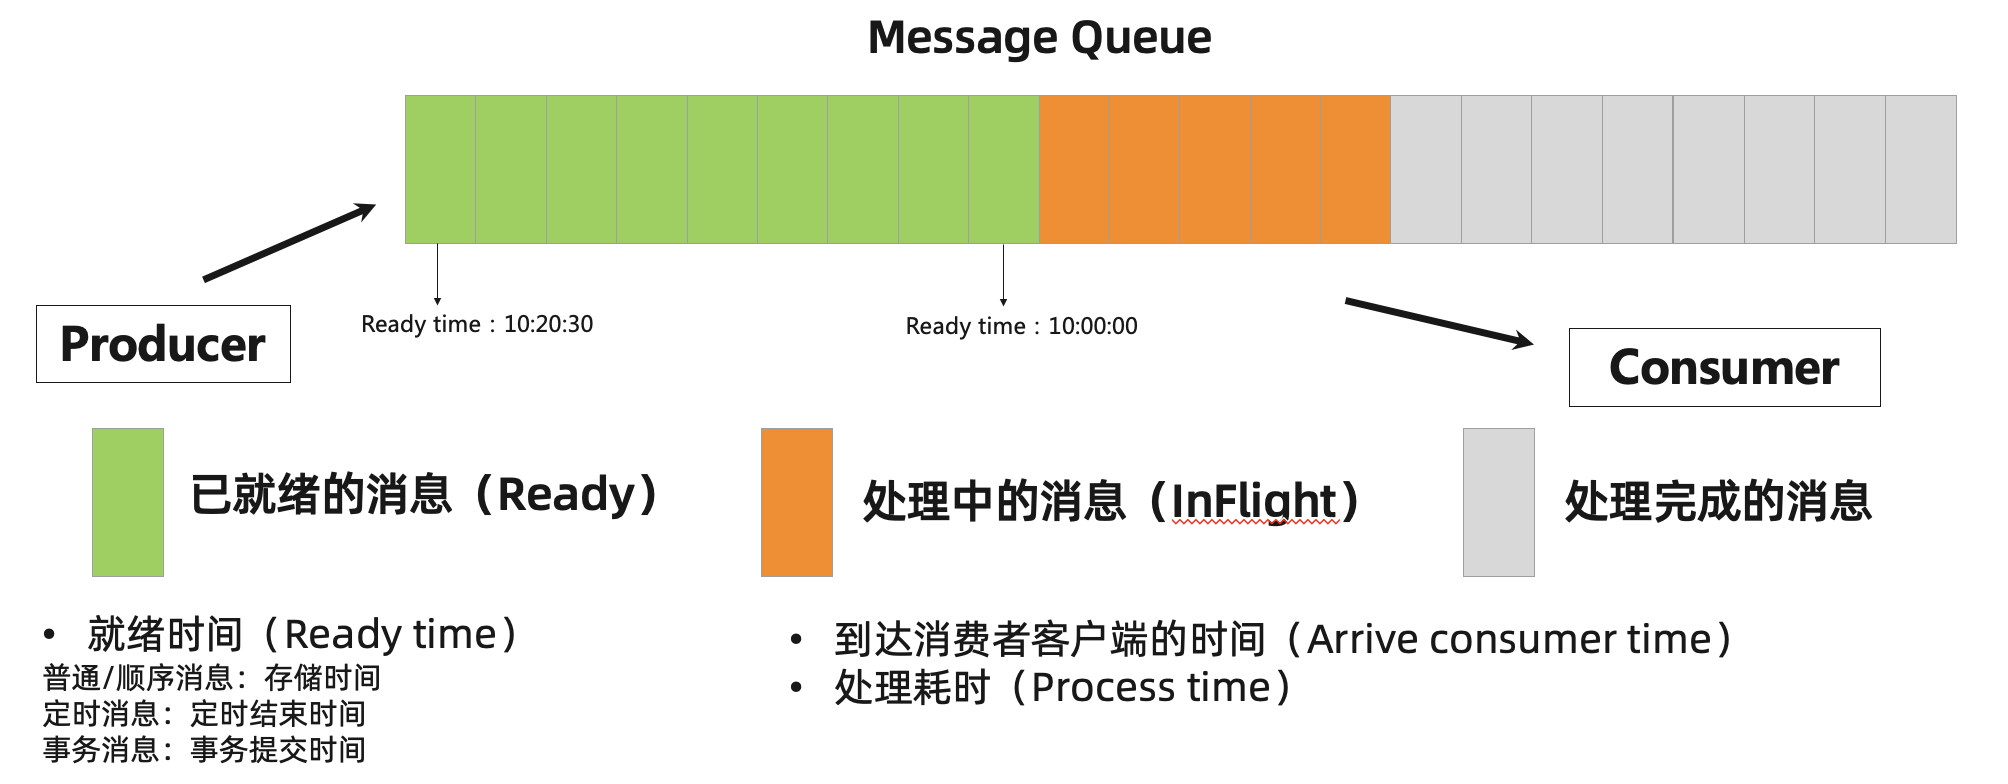 Message Queue
Ready time：10:20:30
Ready time：10:00:00
Producer
Consumer
已就绪的消息（Ready）
处理中的消息（InFlight）
处理完成的消息
• 就绪时间（Ready time）
普通/顺序消息：存储时间
定时消息：定时结束时间
事务消息：事务提交时间
• 到达消费者客户端的时间（Arrive consumer time）
• 处理耗时（Process time）